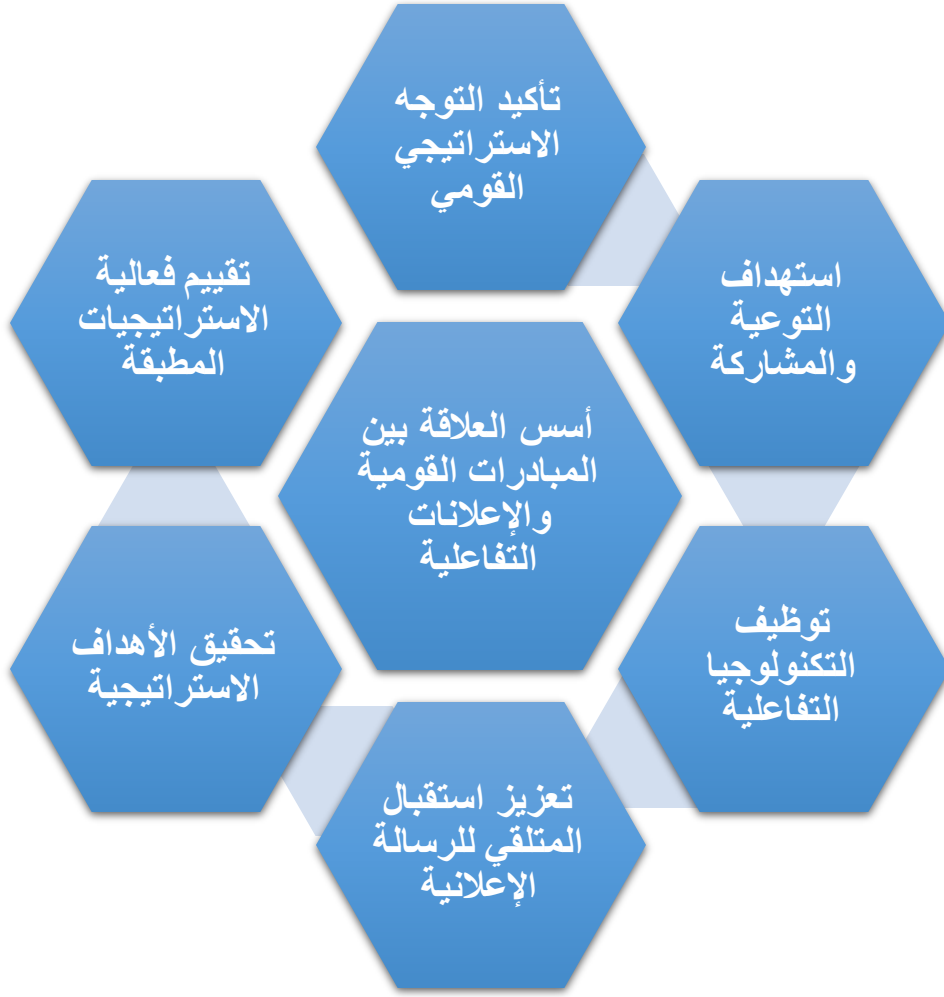 تأكيد التوجه
الاستراتيجي
القومي
استهداف
التوعية
والمشاركة
توظيف
التكنولوجيا
التفاعلية
تعزيز استقبال
المتلقي للرسالة
الإعلانية
تحقيق الأهداف
الاستراتيجية
تقييم فعالية
الاستراتيجيات
المطبقة
أسس العلاقة بين
المبادرات القومية
والإعلانات
التفاعلية